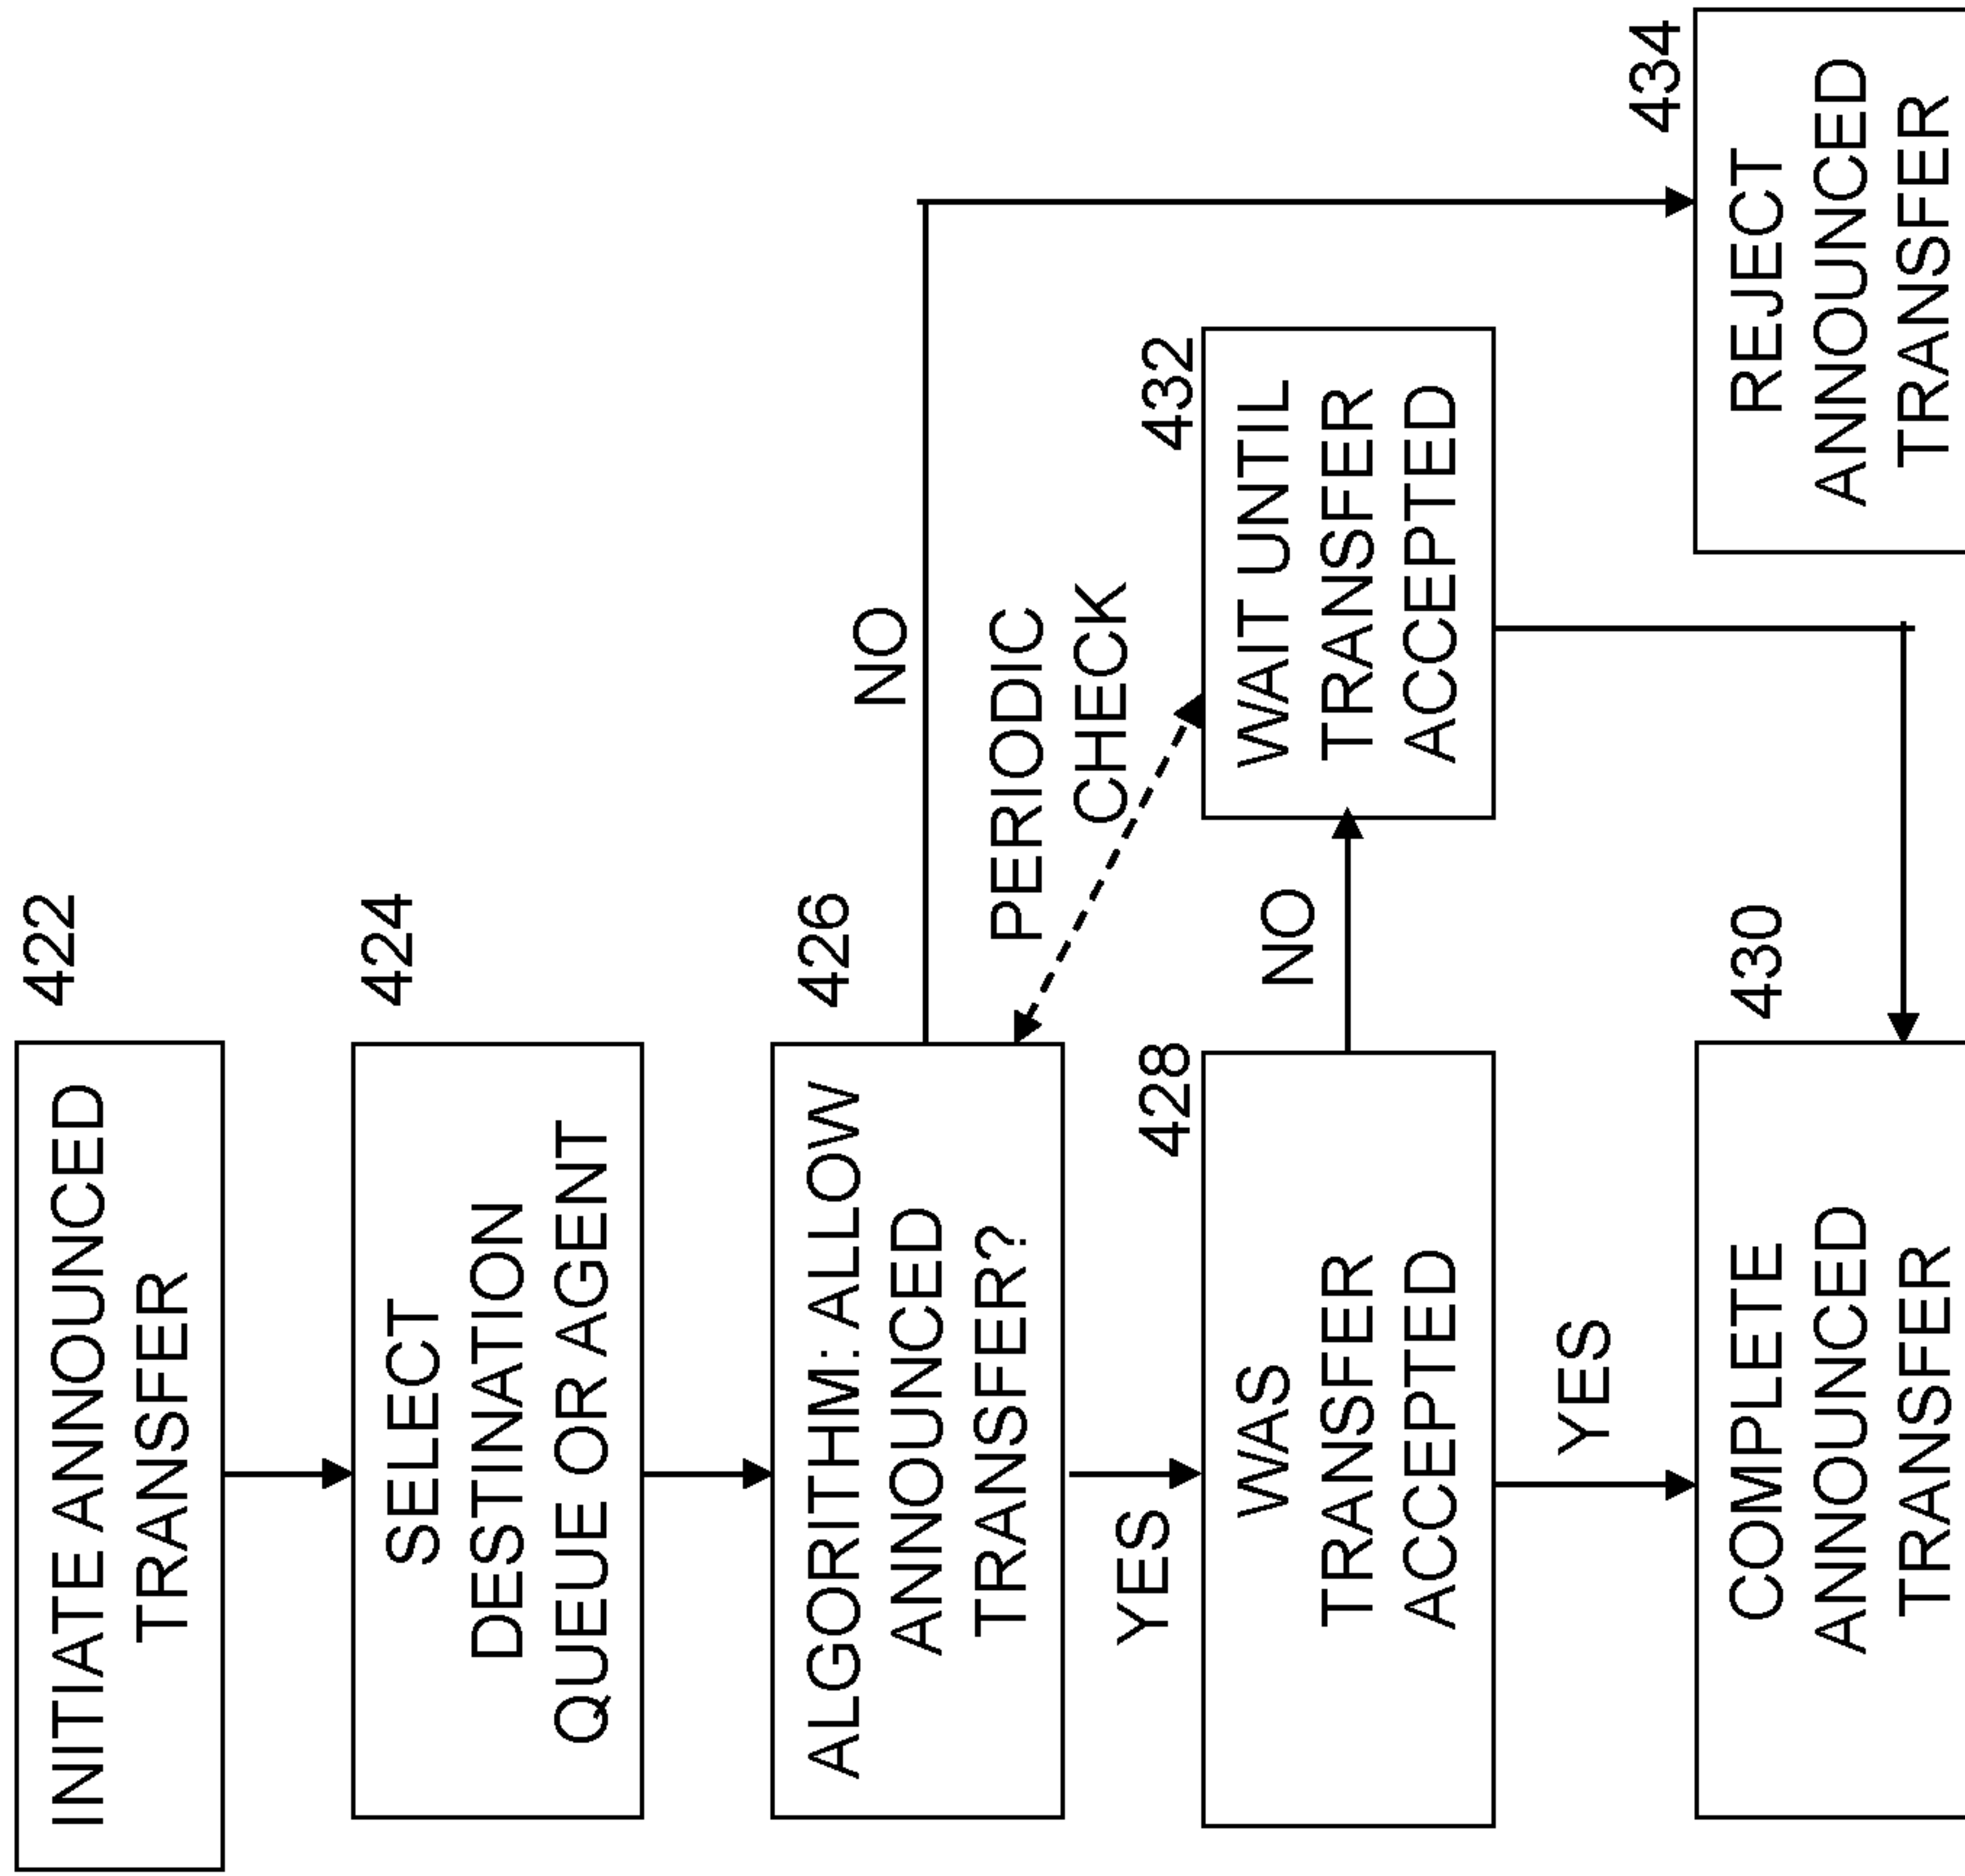 INITIATE ANNOUNCED
TRANSFER
422
SELECT
DESTINATION
QUEUE OR AGENT
424
ALGORITHM: ALLOW
ANNOUNCED
TRANSFER?
426
NO
PERIODIC
CHECK
YES
WAS
TRANSFER
ACCEPTED
428
NO
WAIT UNTIL
TRANSFER
ACCEPTED
432
YES
COMPLETE
ANNOUNCED
TRANSFER
430
REJECT
ANNOUNCED
TRANSFER
434